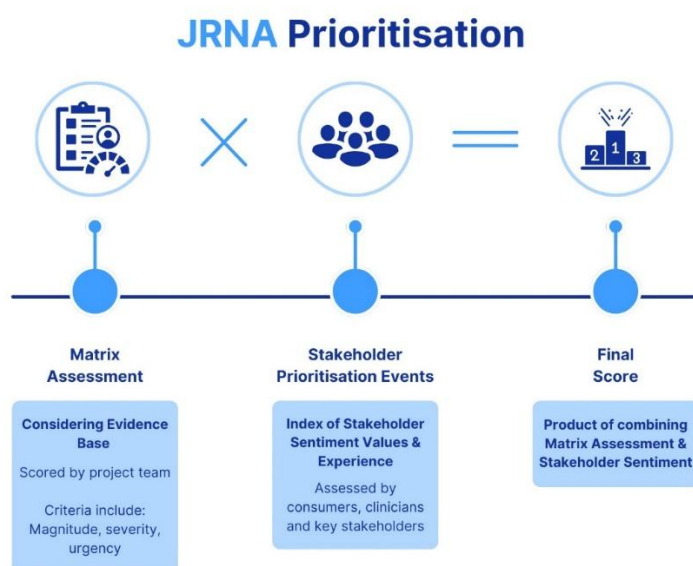 JRNA Prioritisation
2 1 3
Matrix
Assessment
Considering Evidence
Base
Scored by project team
Criteria include:
Magnitude, severity,
urgency
Stakeholder
Prioritisation Events
Index of Stakeholder
Sentiment Values &
Experience
Assessed by
consumers, clinicians
and key stakeholders
Final
Score
Product of combining
Matrix Assessment &
Stakeholder Sentiment